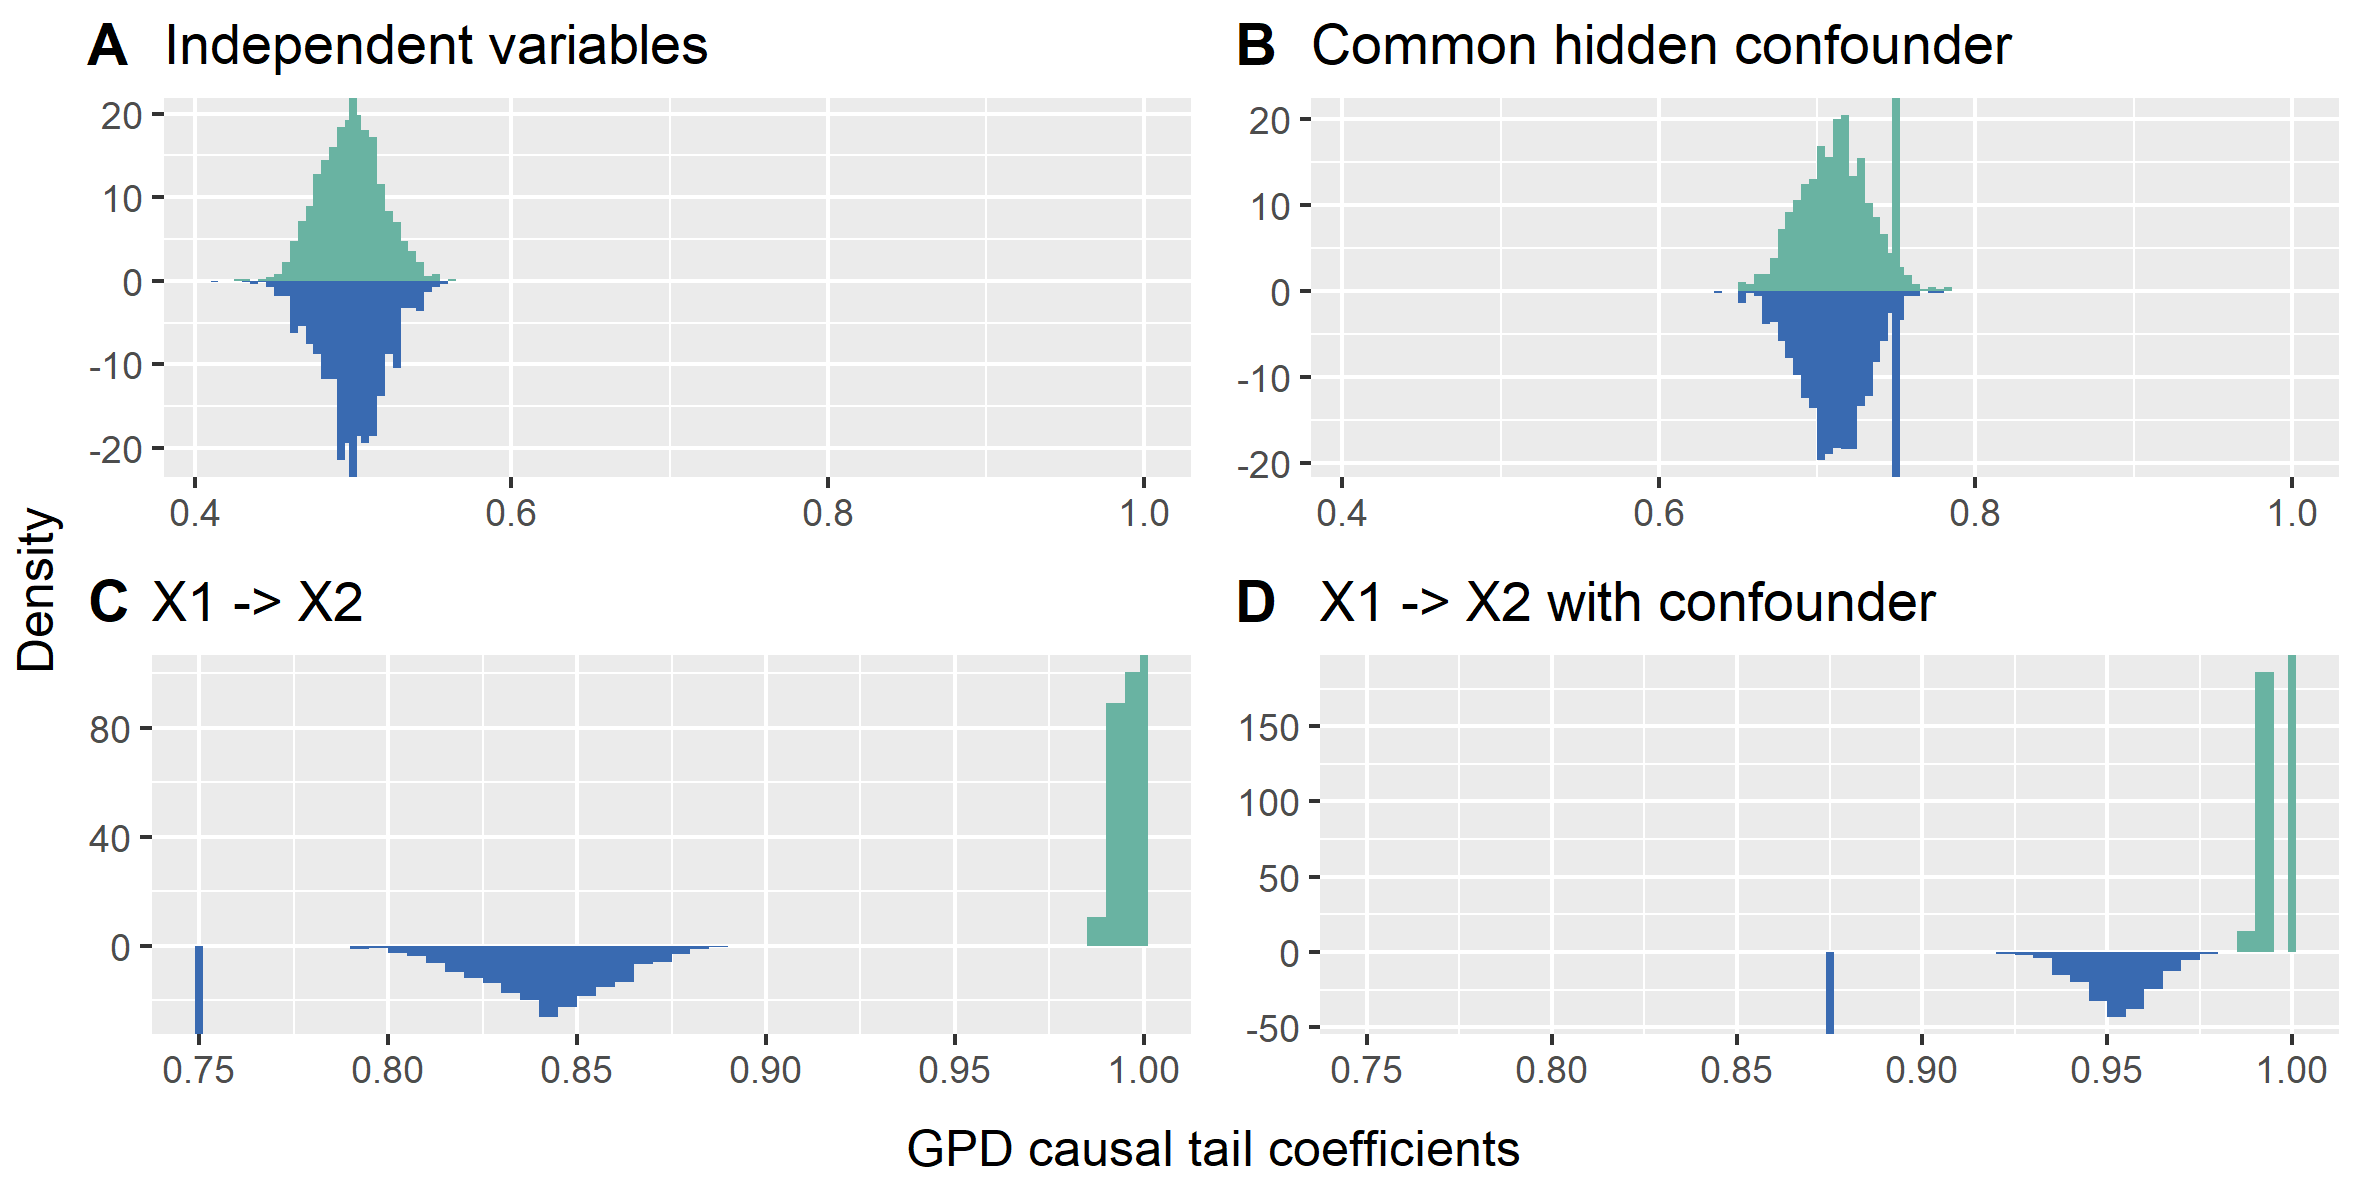 A Independent variables
20
10
0
-10
-20
0.4 0.6 0.8 1.0
B Common hidden confounder
20
10
0
-10
-20
0.4 0.6 0.8 1.0
Density
C X1 -> X2
80
40
0
0.75 0.80 0.85 0.90 0.95 1.00
D X1 -> X2 with confounder
150
100
50
0
-50
0.75 0.80 0.85 0.90 0.95 1.00
GPD causal tail coefficients